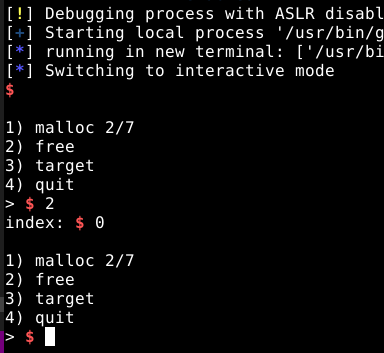 [!] Debugging process with ASLR disabl
[+] Starting local process '/usr/bin/g
[*] running in new terminal: ['/usr/bi
[*] Switching to interactive mode
$
1) malloc 2/7
2) free
3) target
4) quit
> $ 2
index: $ 0
1) malloc 2/7
2) free
3) target
4) quit
> $